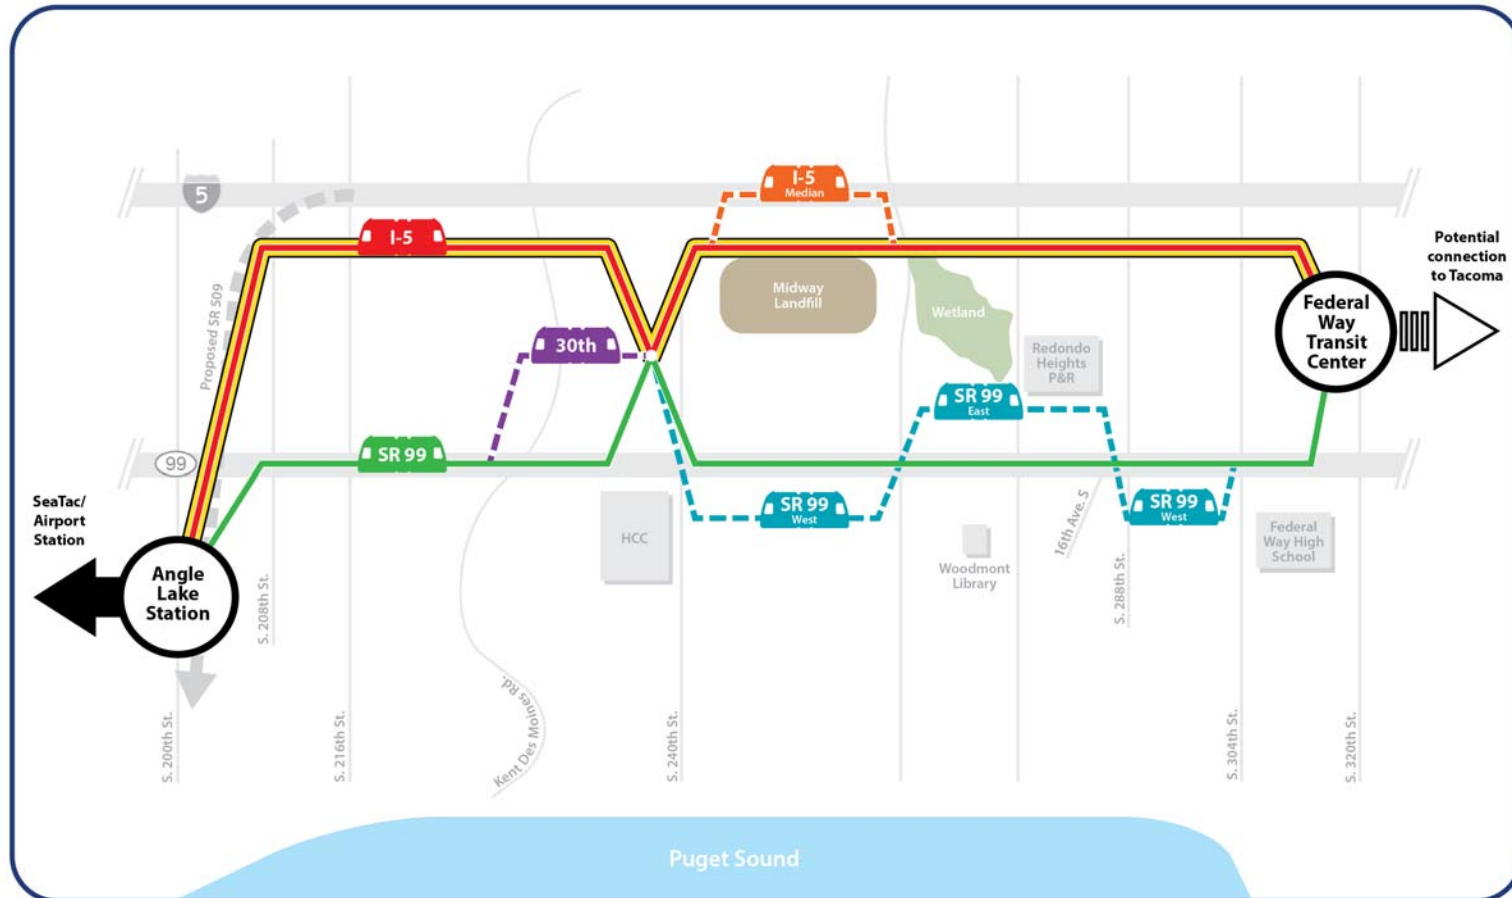 5
I-5
Median
I-5
Potential
connection
to Tacoma
Proposed SR 509
Midway
Landfill
Federal
Way
Transit
Center
Wetland
30th
Redondo
Heights
P&R
SR 99
East
SR 99
99
SeaTac/
Airport
Station
SR 99
West
SR 99
West
16th Ave. S
HCC
Federal
Way High
School
Woodmont
Library
Angle
Lake
Station
S. 208th St.
S. 288th St.
Kent Des Moines Rd.
S. 200th St.
S. 216th St.
S. 240th St.
S. 304th St.
S. 320th St.
Puget Sound